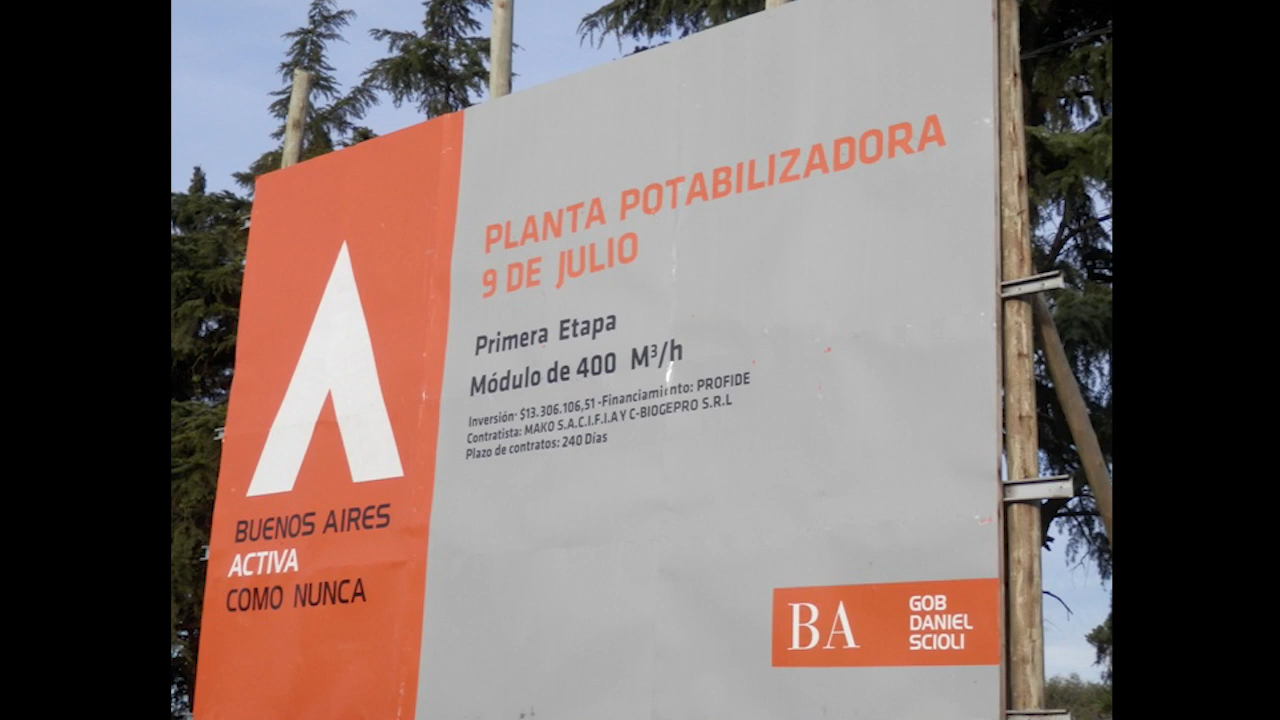 PLANTA POTABILIZADORA
9 DE JULIO
Primera Etapa
Módulo de 400 M³/h
Inversión: $13.306.106,51 -Financiamiento: PROFIDE
Contratista: MAKO S.A.C.I.F.I.A Y C-BIOGEPRO S.R.L
Plazo de contratos: 240 Días
BUENOS AIRES
ACTIVA
COMO NUNCA
BA
GOB
DANIEL
SCIOLI